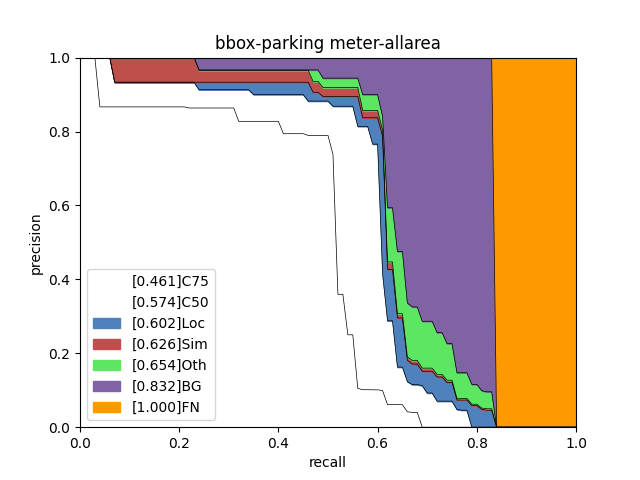 bbox-parking meter-allarea
precision
1.0
0.8
0.6
0.4
0.2
0.0
[0.461]C75
[0.574]C50
[0.602]Loc
[0.626]Sim
[0.654]Oth
[0.832]BG
[1.000]FN
0.0 0.2 0.4 0.6 0.8 1.0
recall